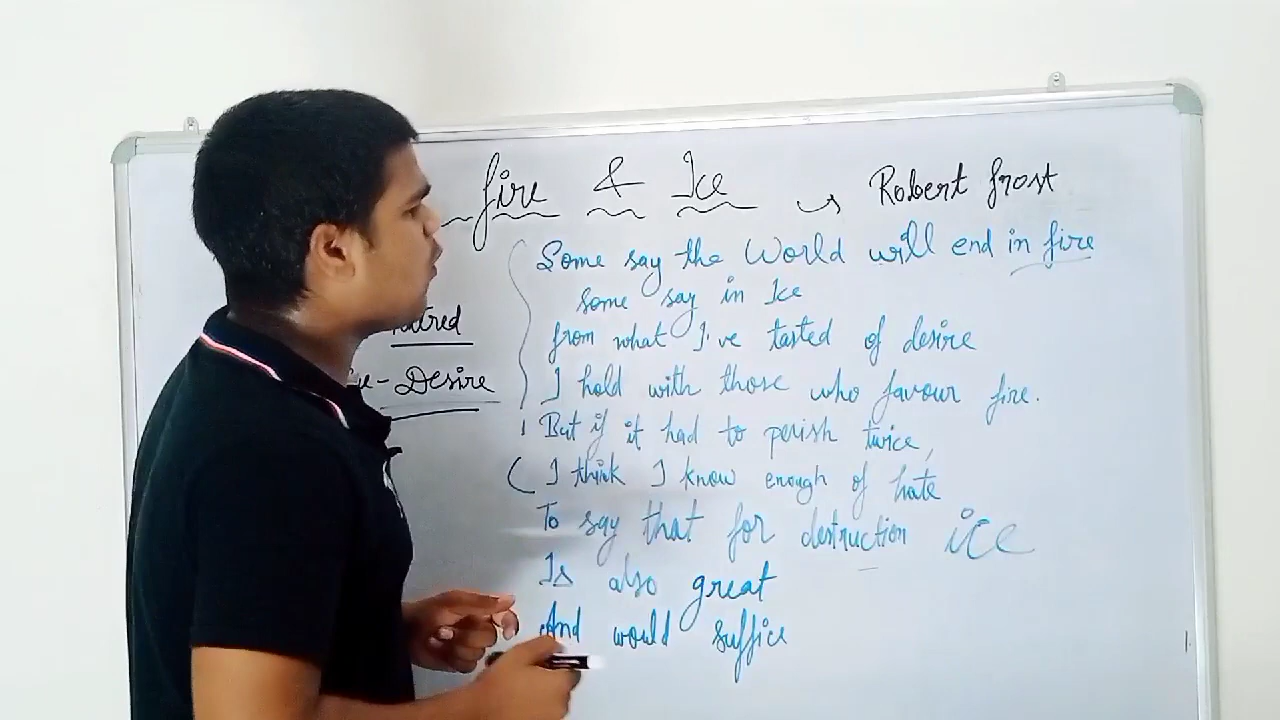 fire & Ice → Robert frost
Some say the World will end in fire
some say in Ice
from what I've tasted of desire
I hold with those who favour fire.
But if it had to perish twice,
I think I know enough of hate
To say that for destruction ice
Is also great
And would suffice
hatred
- Desire